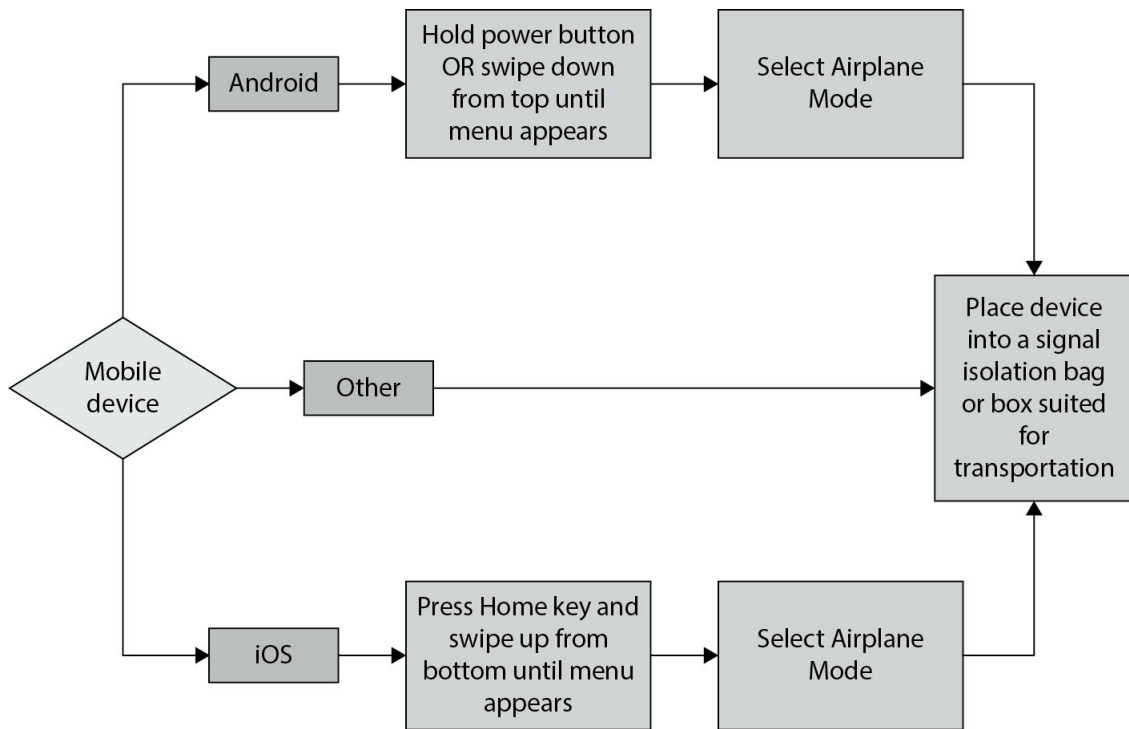 Android
Hold power button
OR swipe down
from top until
menu appears
Select Airplane
Mode
Mobile
device
Other
Place device
into a signal
isolation bag
or box suited
for
transportation
iOS
Press Home key and
swipe up from
bottom until menu
appears
Select Airplane
Mode